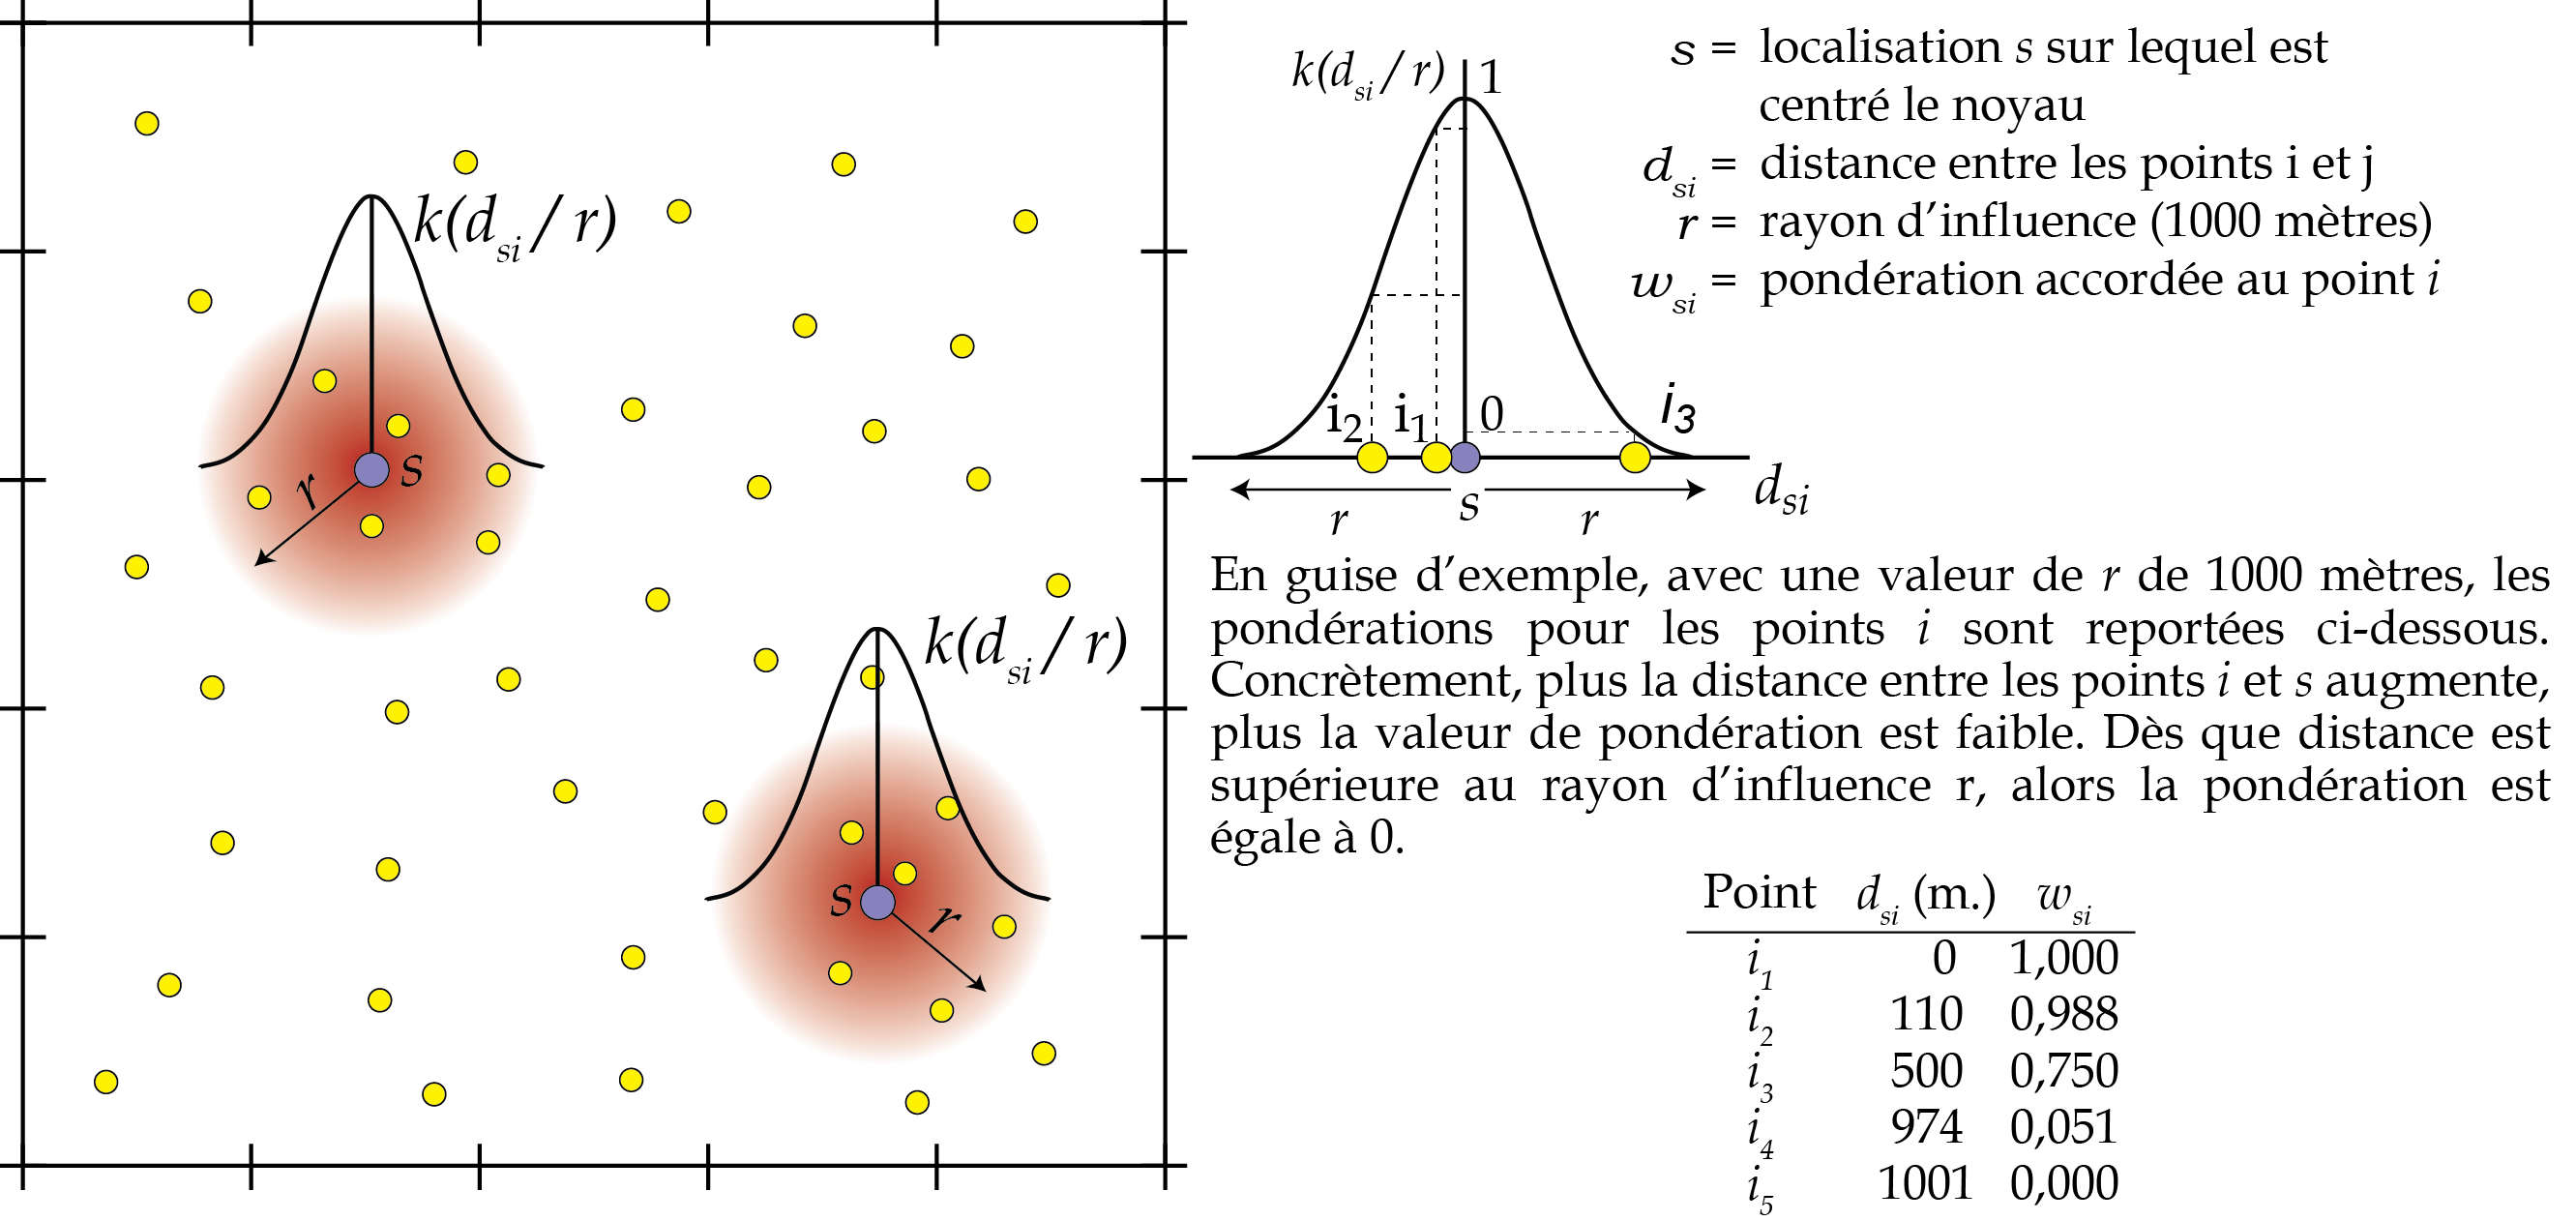 k(dsi / r)
s
r
k(dsi / r)
s
r
k(dsi / r) 1
i2 i1 0 i3
s
r r
dsi
s = localisation s sur lequel est
centré le noyau
dsi = distance entre les points i et j
r = rayon d’influence (1000 mètres)
wsi = pondération accordée au point i
En guise d’exemple, avec une valeur de r de 1000 mètres, les
pondérations pour les points i sont reportées ci-dessous.
Concrètement, plus la distance entre les points i et s augmente,
plus la valeur de pondération est faible. Dès que distance est
supérieure au rayon d’influence r, alors la pondération est
égale à 0.
Point dsi (m.) wsi
i1 0 1,000
i2 110 0,988
i3 500 0,750
i4 974 0,051
i5 1001 0,000